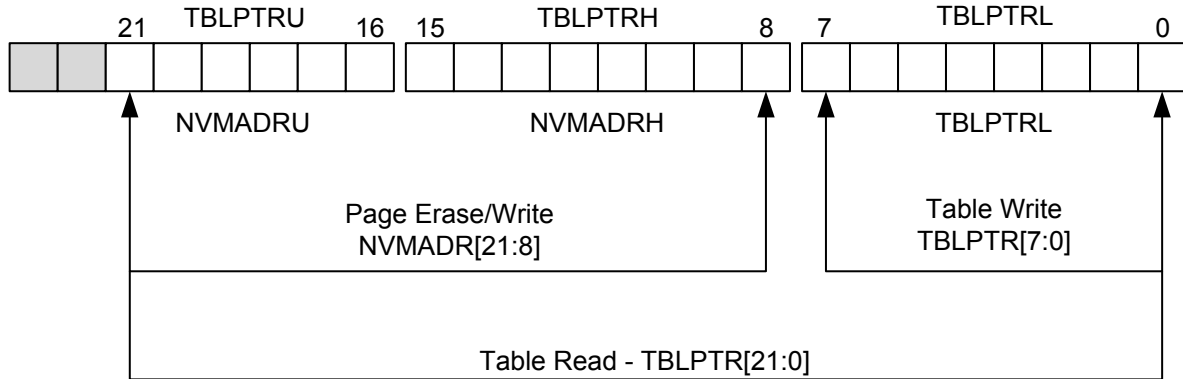 TBLPTRU TBLPTRH TBLPTRL
21 16 15 8 7 0
NVMADRU NVMADRH TBLPTRL
Page Erase/Write
NVMADR[21:8]
Table Write
TBLPTR[7:0]
Table Read - TBLPTR[21:0]